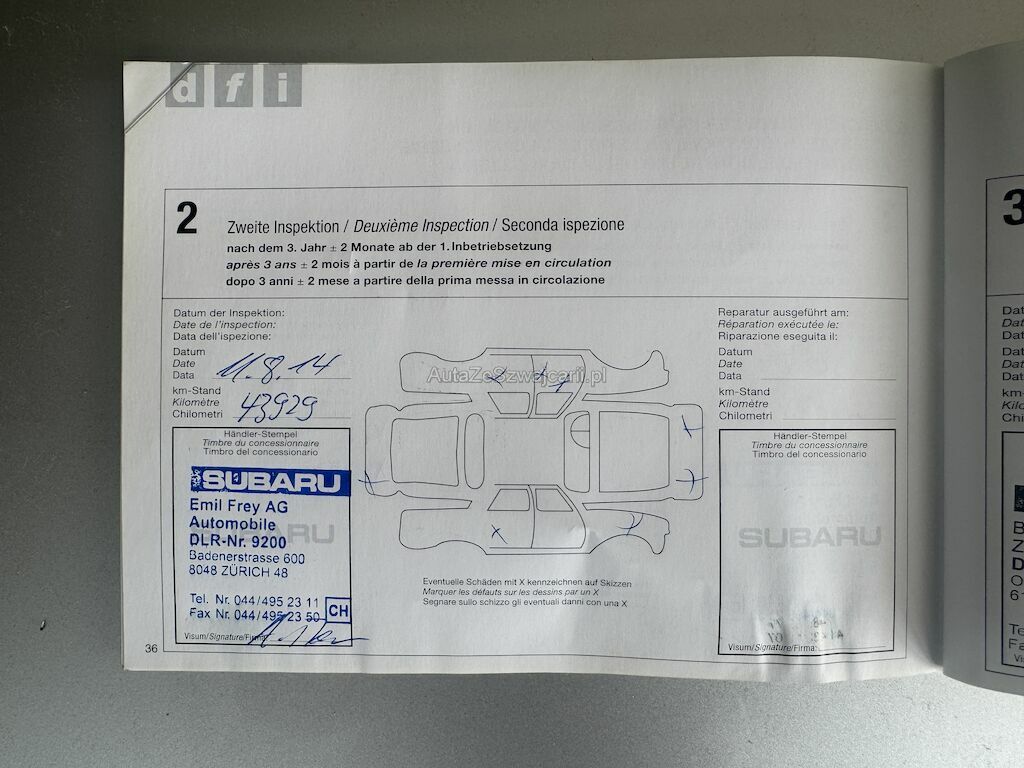 d f i
2
Zweite Inspektion / Deuxième Inspection / Seconda ispezione
nach dem 3. Jahr ± 2 Monate ab der 1. Inbetriebsetzung
après 3 ans ± 2 mois à partir de la première mise en circulation
dopo 3 anni ± 2 mese a partire della prima messa in circolazione
Datum der Inspektion:
Date de l'inspection:
Data dell'ispezione:
Datum
Date
Data
11.8.14
km-Stand
Kilomètre
Chilometri
43929
Händler-Stempel
Timbre du concessionnaire
Timbro del concessionario
SUBARU
Emil Frey AG
Automobile
DLR-Nr. 9200
Badenerstrasse 600
8048 ZÜRICH 48
Tel. Nr. 044/495 23 11
Fax Nr. 044/495 23 50
CH
Visum/Signature/Firma:
36
AutaZeSzwajcarii.pl
Eventuelle Schäden mit X kennzeichnen auf Skizzen
Marquer les défauts sur les dessins par un X
Segnare sullo schizzo gli eventuali danni con una X
Reparatur ausgeführt am:
Réparation exécutée le:
Riparazione eseguita il:
Datum
Date
Data
km-Stand
Kilomètre
Chilometri
Händler-Stempel
Timbre du concessionnaire
Timbro del concessionario
SUBARU
Visum/Signature/Firma:
3